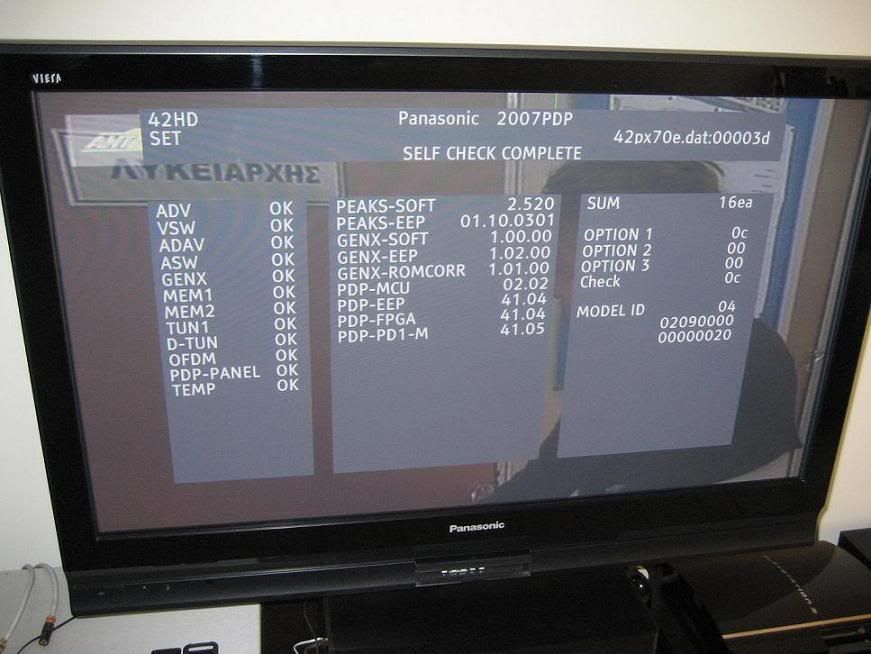 VIERA
42HD Panasonic 2007PDP
SET 42px70e.dat:00003d
SELF CHECK COMPLETE
ANT
ΛΥΚΕΙΑΡΧΗΣ
ADV OK
VSW OK
ADAV OK
ASW OK
GENX OK
MEM1 OK
MEM2 OK
TUN1 OK
D-TUN OK
OFDM OK
PDP-PANEL OK
TEMP OK
PEAKS-SOFT 2.520
PEAKS-EEP 01.10.0301
GENX-SOFT 1.00.00
GENX-EEP 1.02.00
GENX-ROMCORR 1.01.00
PDP-MCU 02.02
PDP-EEP 41.04
PDP-FPGA 41.04
PDP-PD1-M 41.05
SUM 16ea
OPTION 1 0c
OPTION 2 00
OPTION 3 00
Check 0c
MODEL ID 04
02090000
00000020
Panasonic